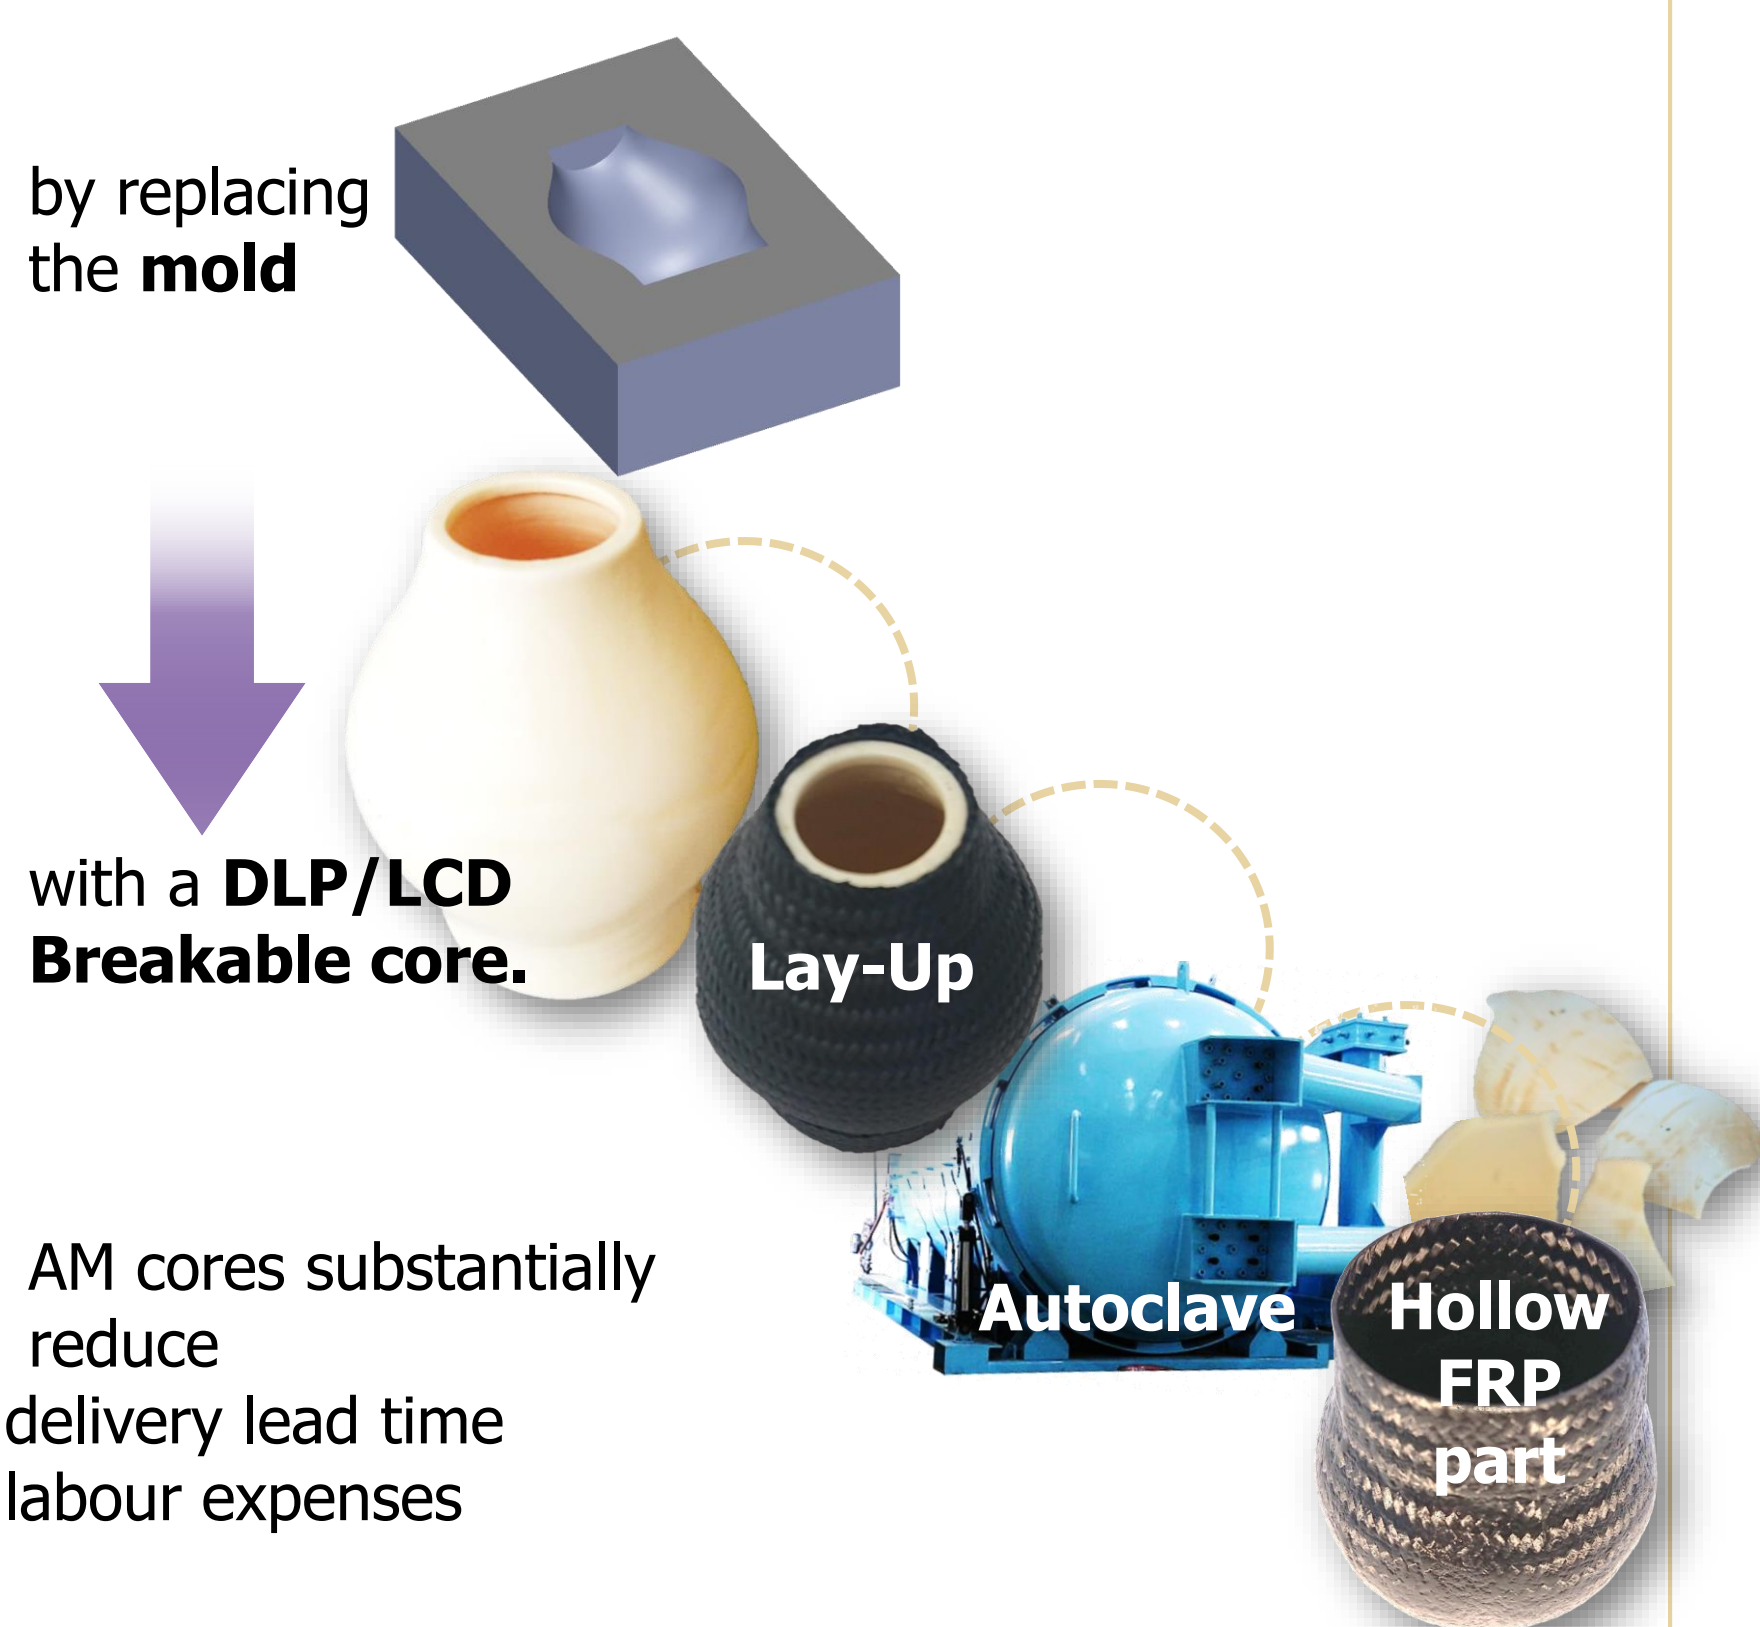 by replacing
the mold
with a DLP/LCD
Breakable core.
Lay-Up
Autoclave
Hollow
FRP
part
AM cores substantially
reduce
delivery lead time
labour expenses